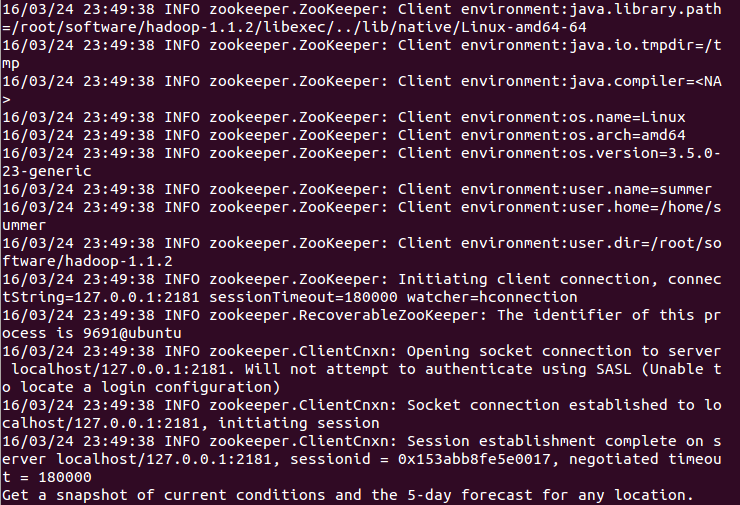 16/03/24 23:49:38 INFO zookeeper.ZooKeeper: Client environment:java.library.path
=/root/software/hadoop-1.1.2/libexec/../lib/native/Linux-amd64-64
16/03/24 23:49:38 INFO zookeeper.ZooKeeper: Client environment:java.io.tmpdir=/t
mp
16/03/24 23:49:38 INFO zookeeper.ZooKeeper: Client environment:java.compiler=<NA
>
16/03/24 23:49:38 INFO zookeeper.ZooKeeper: Client environment:os.name=Linux
16/03/24 23:49:38 INFO zookeeper.ZooKeeper: Client environment:os.arch=amd64
16/03/24 23:49:38 INFO zookeeper.ZooKeeper: Client environment:os.version=3.5.0-
23-generic
16/03/24 23:49:38 INFO zookeeper.ZooKeeper: Client environment:user.name=summer
16/03/24 23:49:38 INFO zookeeper.ZooKeeper: Client environment:user.home=/home/s
ummer
16/03/24 23:49:38 INFO zookeeper.ZooKeeper: Client environment:user.dir=/root/so
ftware/hadoop-1.1.2
16/03/24 23:49:38 INFO zookeeper.ZooKeeper: Initiating client connection, connec
tString=127.0.0.1:2181 sessionTimeout=180000 watcher=hconnection
16/03/24 23:49:38 INFO zookeeper.RecoverableZooKeeper: The identifier of this pr
ocess is 9691@ubuntu
16/03/24 23:49:38 INFO zookeeper.ClientCnxn: Opening socket connection to server
 localhost/127.0.0.1:2181. Will not attempt to authenticate using SASL (Unable t
o locate a login configuration)
16/03/24 23:49:38 INFO zookeeper.ClientCnxn: Socket connection established to lo
calhost/127.0.0.1:2181, initiating session
16/03/24 23:49:38 INFO zookeeper.ClientCnxn: Session establishment complete on s
erver localhost/127.0.0.1:2181, sessionid = 0x153abb8fe5e0017, negotiated timeou
t = 180000
Get a snapshot of current conditions and the 5-day forecast for any location.